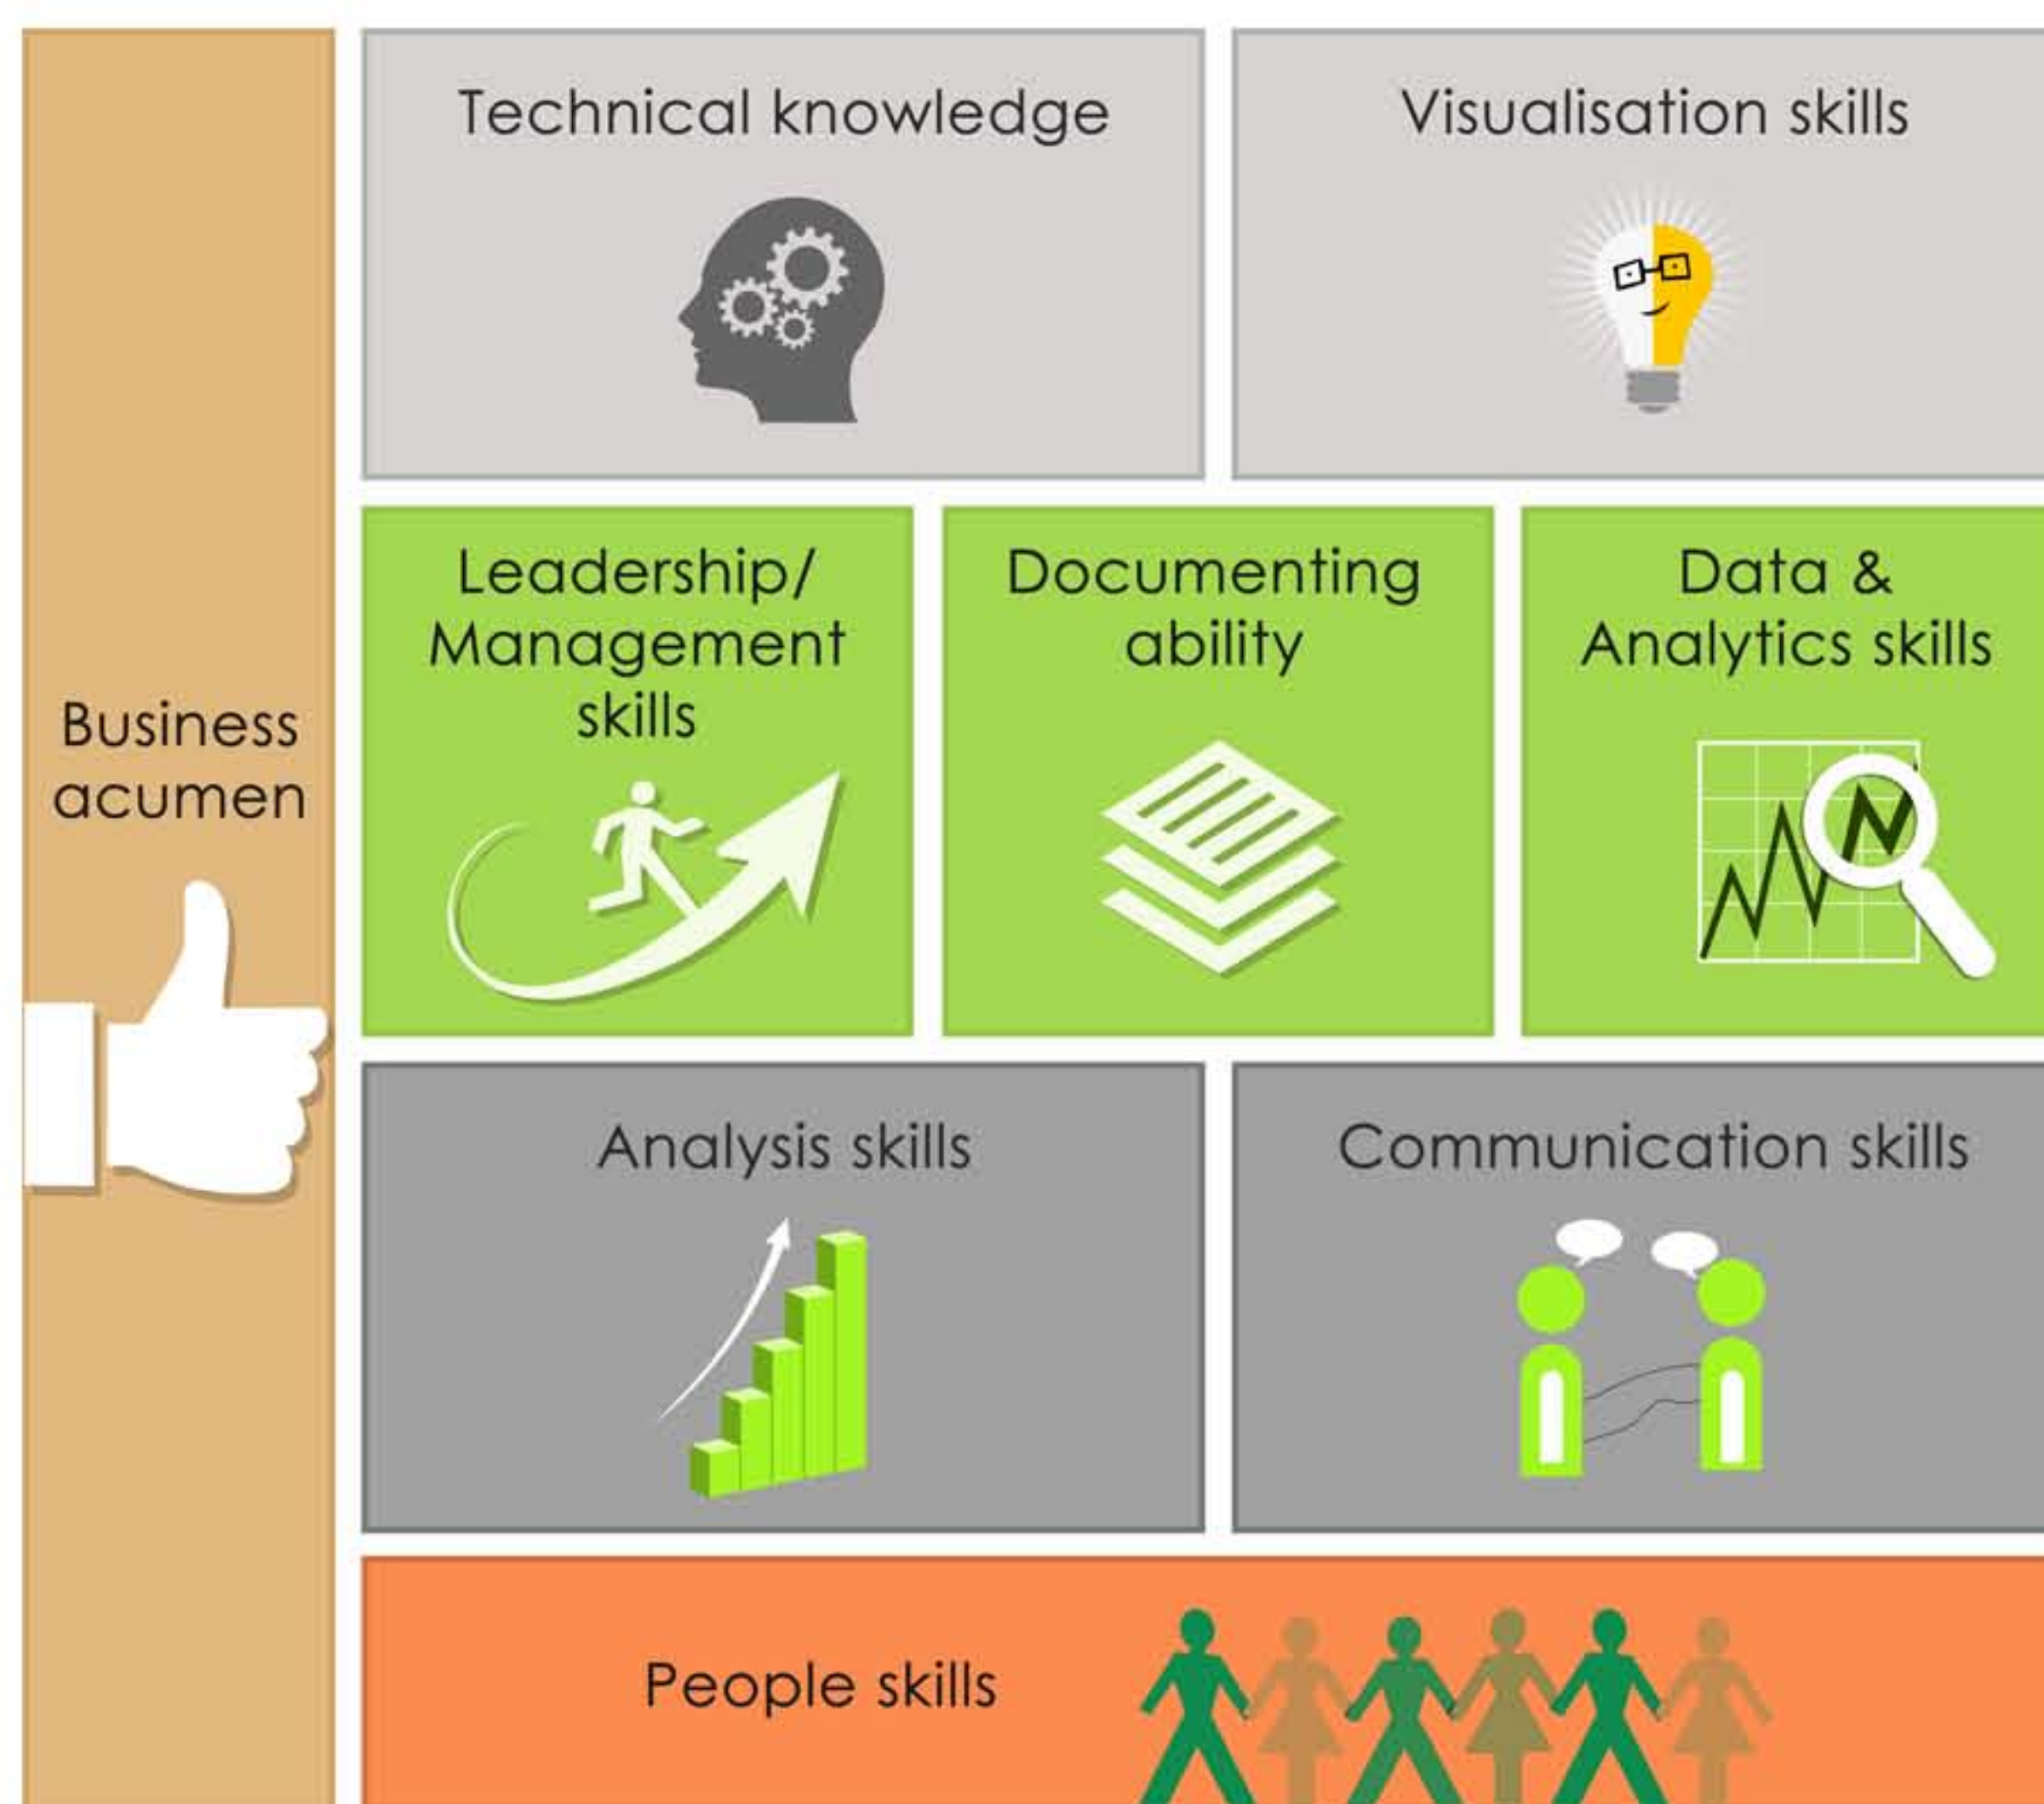 Business
acumen
Technical knowledge
Visualisation skills
Leadership/
Management
skills
Documenting
ability
Data &
Analytics skills
Analysis skills
Communication skills
People skills